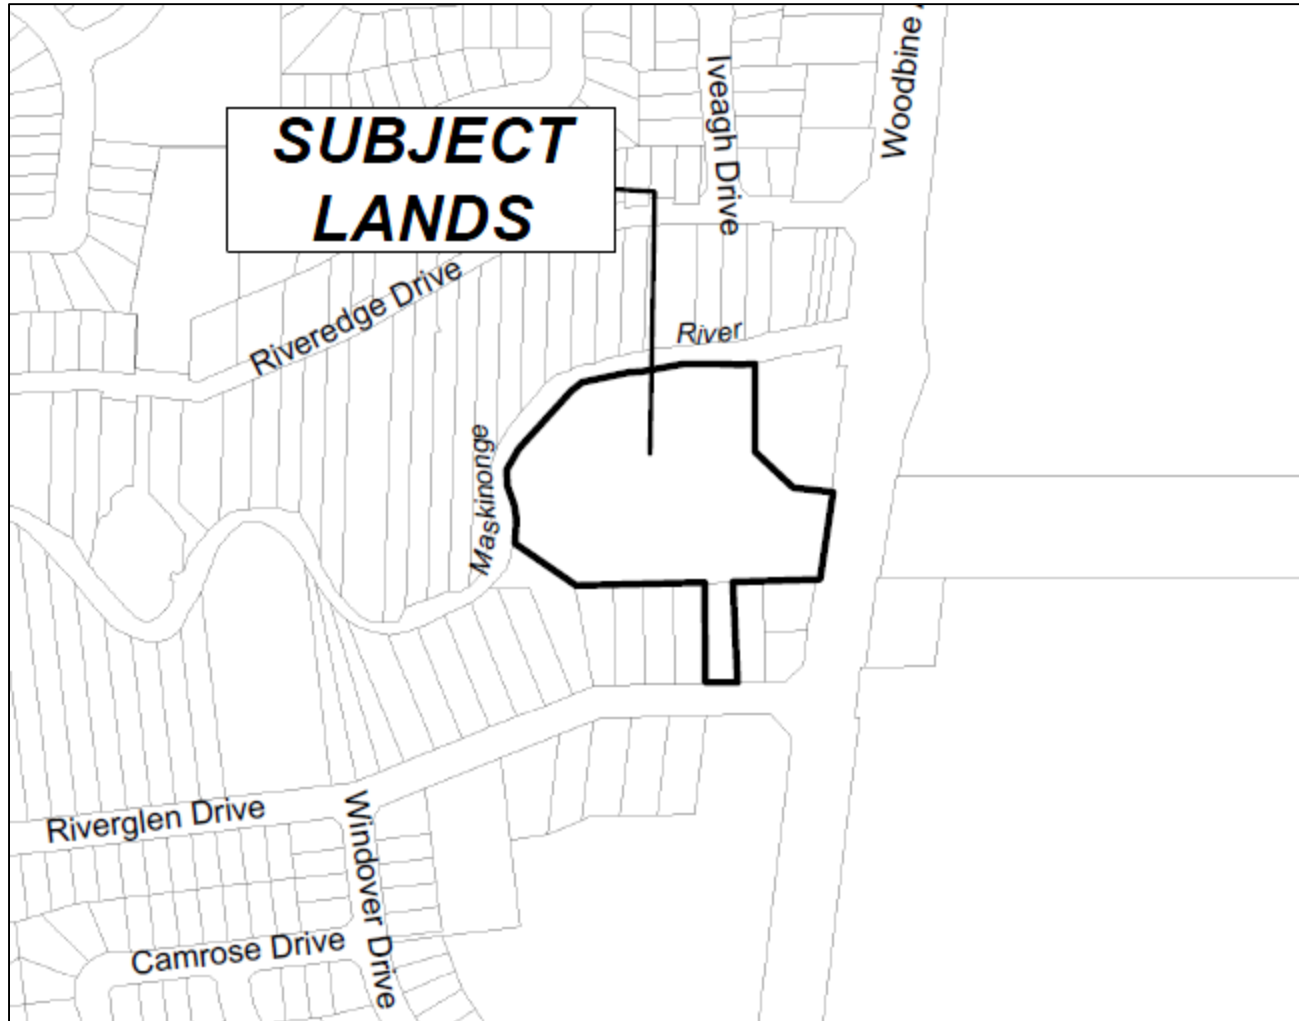 Woodbine
Iveagh Drive
SUBJECT
LANDS
Riveredge Drive
River
Maskinonge
Riverglen Drive
Windover Drive
Camrose Drive